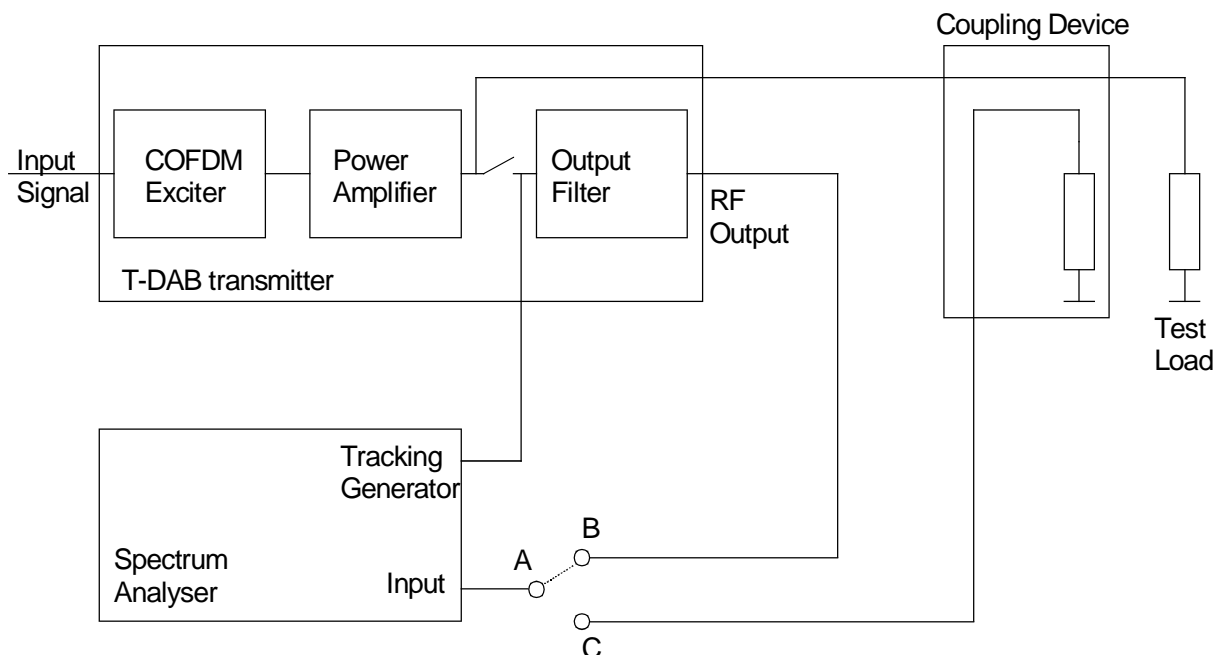 Coupling Device
Input
Signal
COFDM
Exciter
Power
Amplifier
Output
Filter
RF
Output
T-DAB transmitter
Test
Load
Tracking
Generator
Spectrum
Analyser
Input
A
B
C